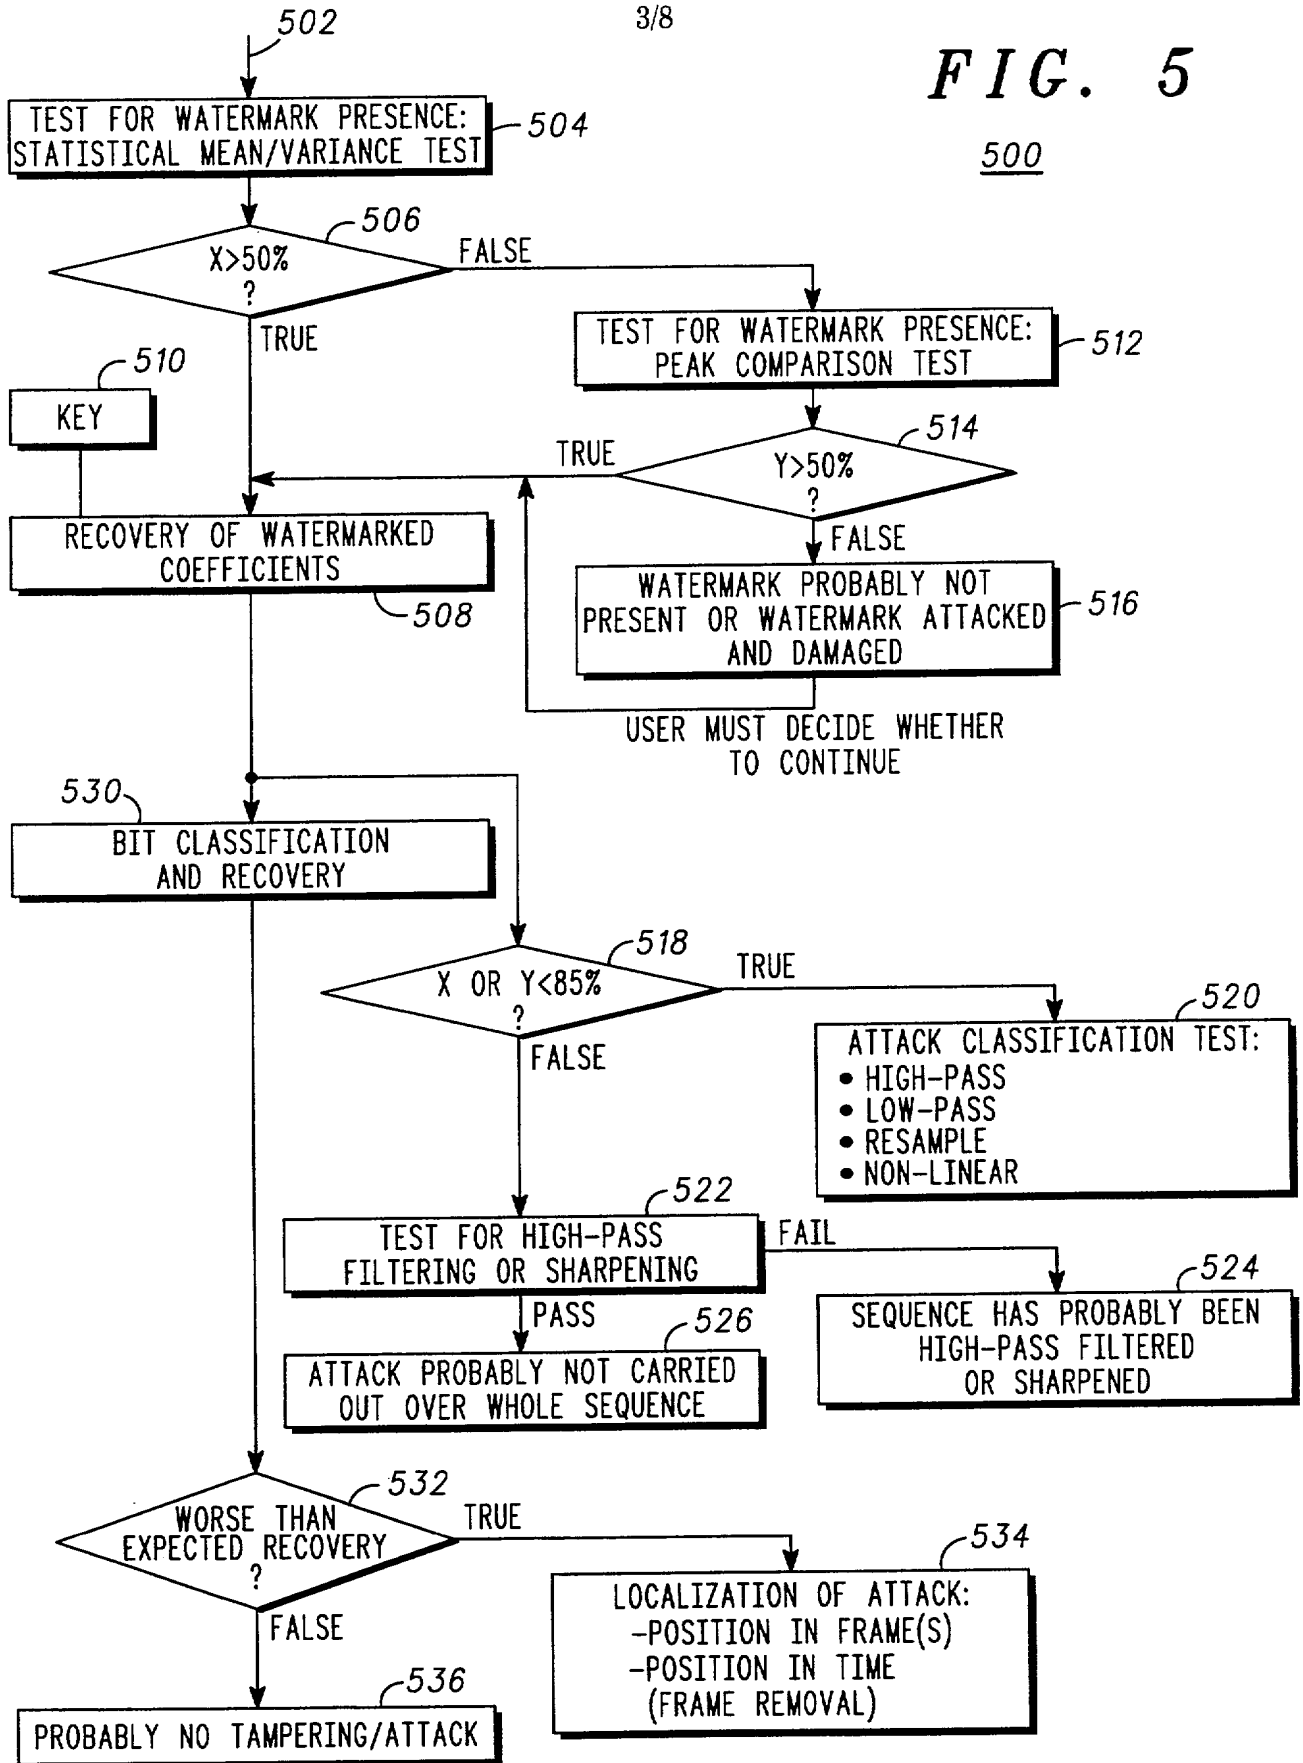 3/8
FIG. 5
500
502
TEST FOR WATERMARK PRESENCE:
STATISTICAL MEAN/VARIANCE TEST
504
506
X>50%
?
FALSE
TRUE
TEST FOR WATERMARK PRESENCE:
PEAK COMPARISON TEST
512
510
KEY
514
Y>50%
?
TRUE
FALSE
RECOVERY OF WATERMARKED
COEFFICIENTS
508
WATERMARK PROBABLY NOT
PRESENT OR WATERMARK ATTACKED
AND DAMAGED
516
USER MUST DECIDE WHETHER
TO CONTINUE
530
BIT CLASSIFICATION
AND RECOVERY
518
X OR Y<85%
?
TRUE
FALSE
520
ATTACK CLASSIFICATION TEST:
• HIGH-PASS
• LOW-PASS
• RESAMPLE
• NON-LINEAR
522
TEST FOR HIGH-PASS
FILTERING OR SHARPENING
FAIL
PASS
524
SEQUENCE HAS PROBABLY BEEN
HIGH-PASS FILTERED
OR SHARPENED
526
ATTACK PROBABLY NOT CARRIED
OUT OVER WHOLE SEQUENCE
532
WORSE THAN
EXPECTED RECOVERY
?
TRUE
FALSE
534
LOCALIZATION OF ATTACK:
-POSITION IN FRAME(S)
-POSITION IN TIME
(FRAME REMOVAL)
536
PROBABLY NO TAMPERING/ATTACK